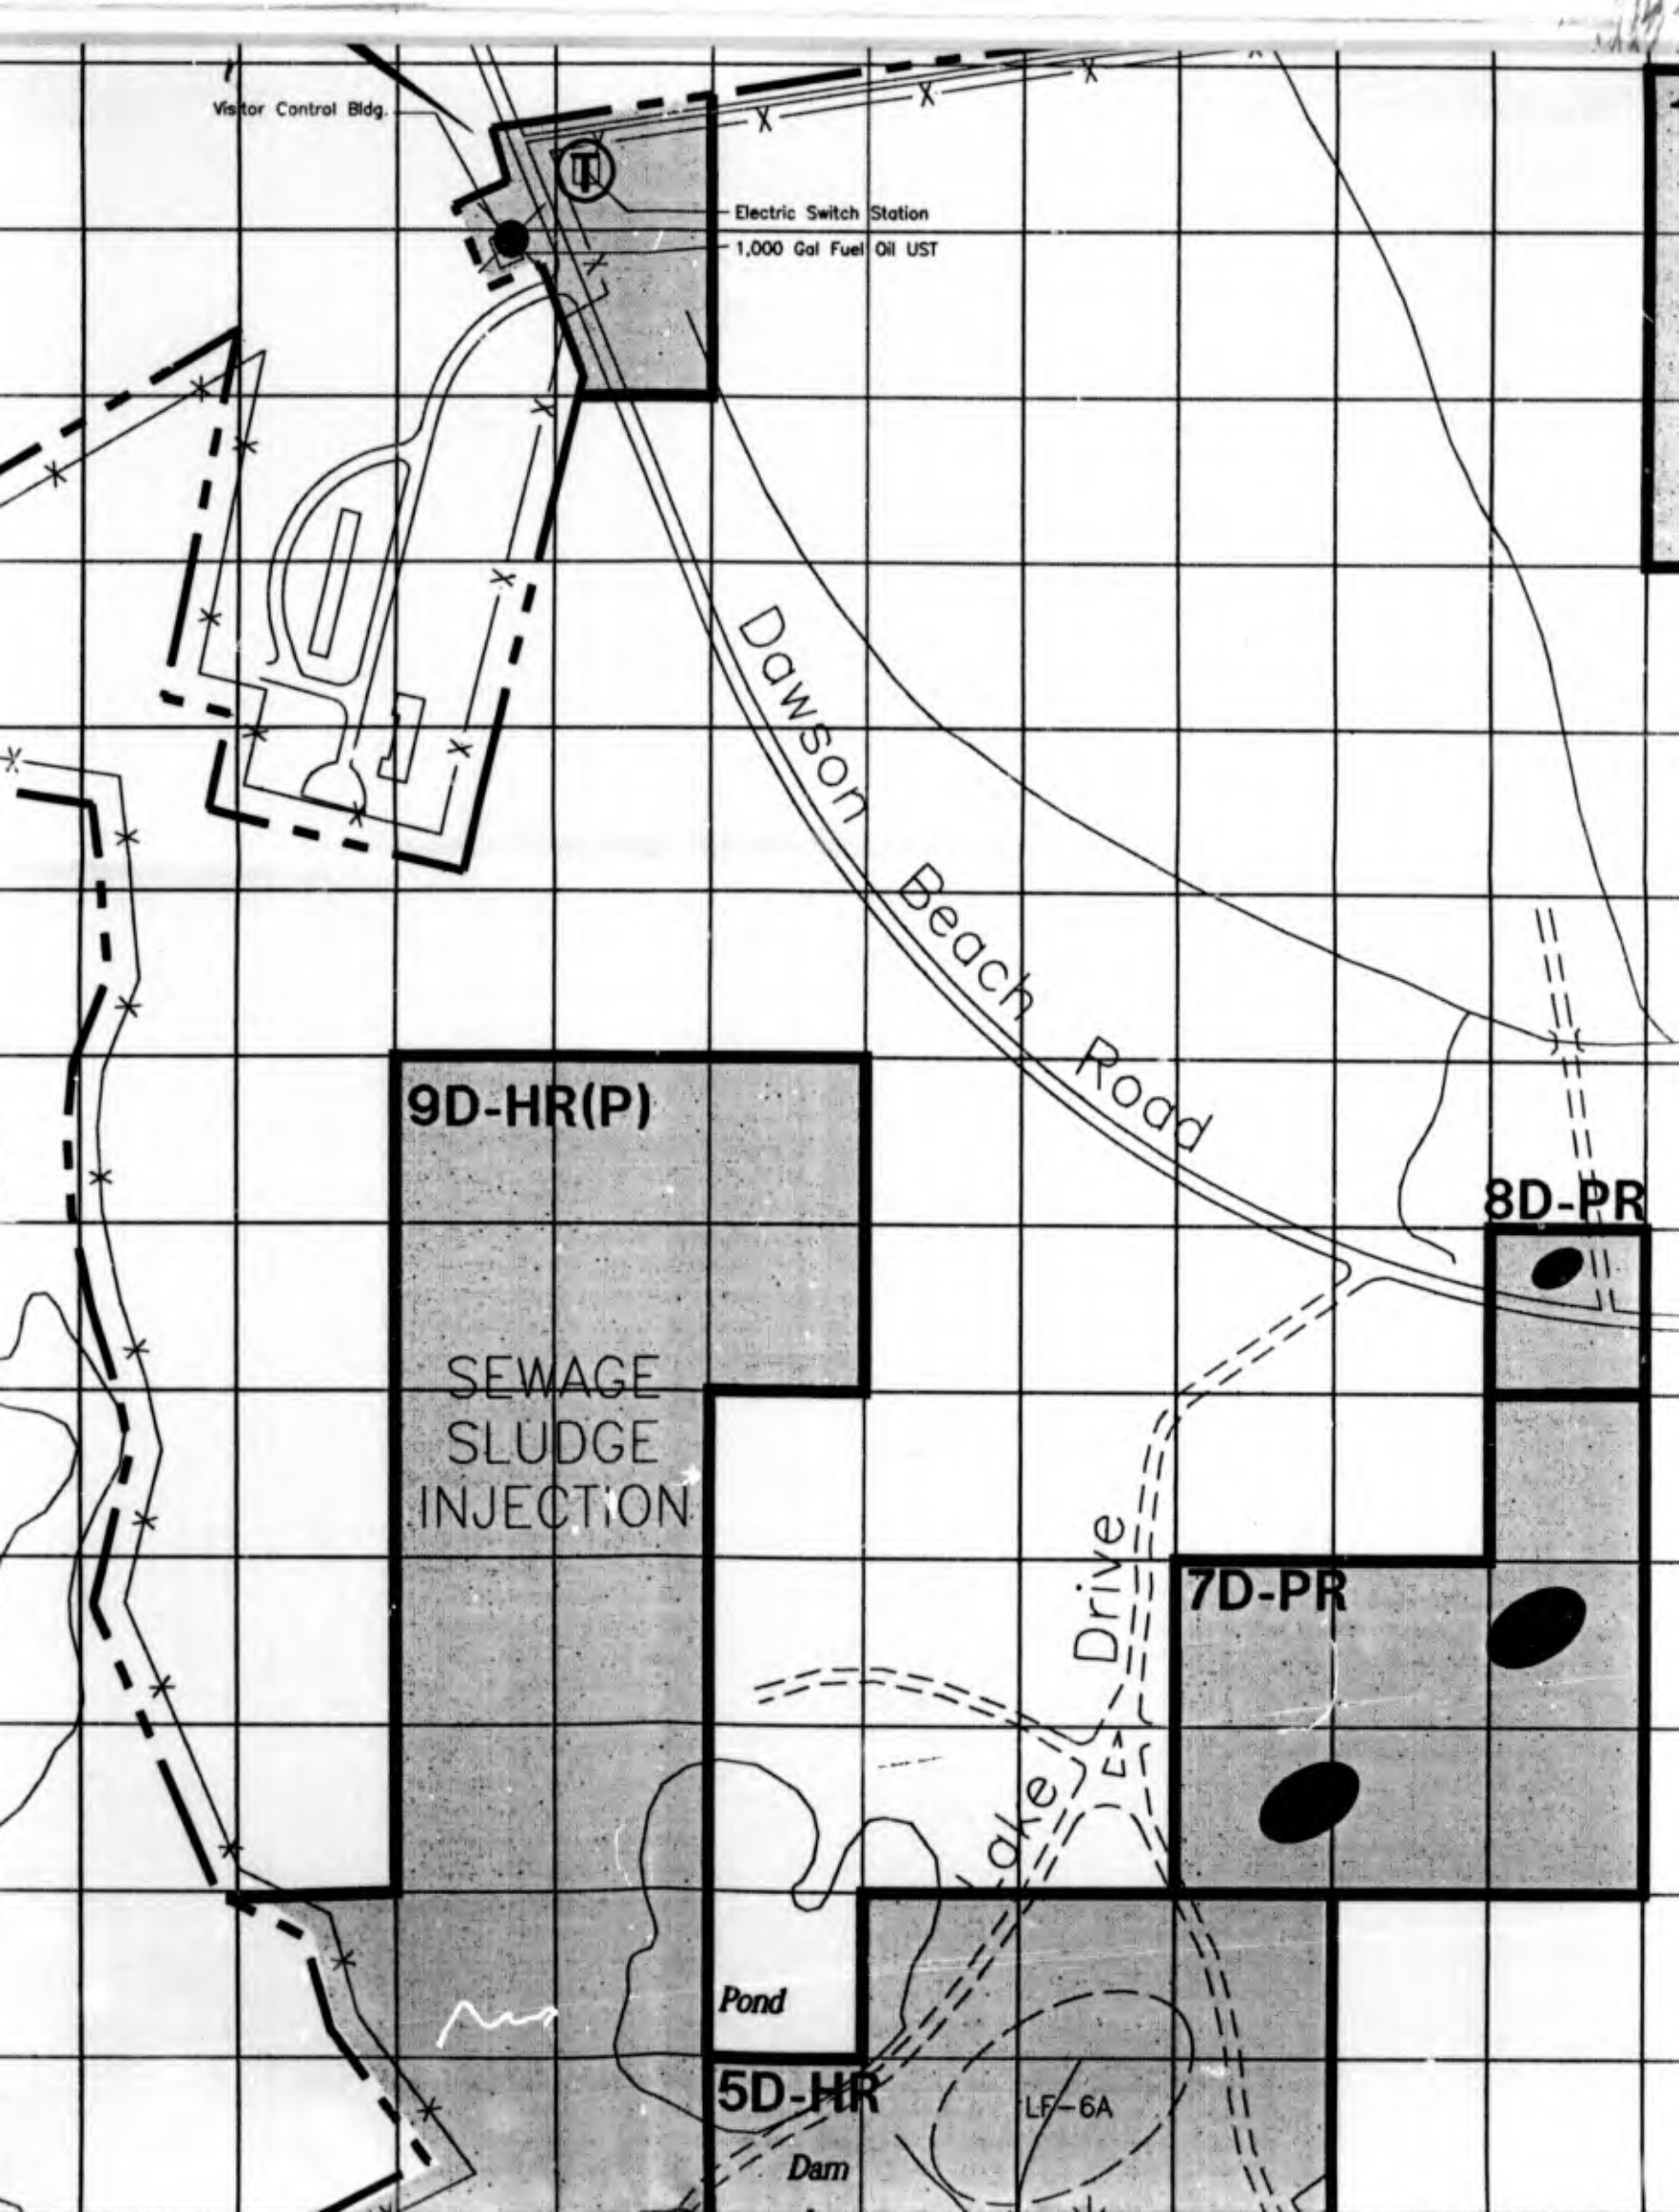 Visitor Control Bldg.
T
Electric Switch Station
1,000 Gal Fuel Oil UST
Dawson Beach Road
9D-HR(P)
8D-PR
SEWAGE
SLUDGE
INJECTION
7D-PR
Lake Drive
Pond
5D-HR
LF-6A
Dam